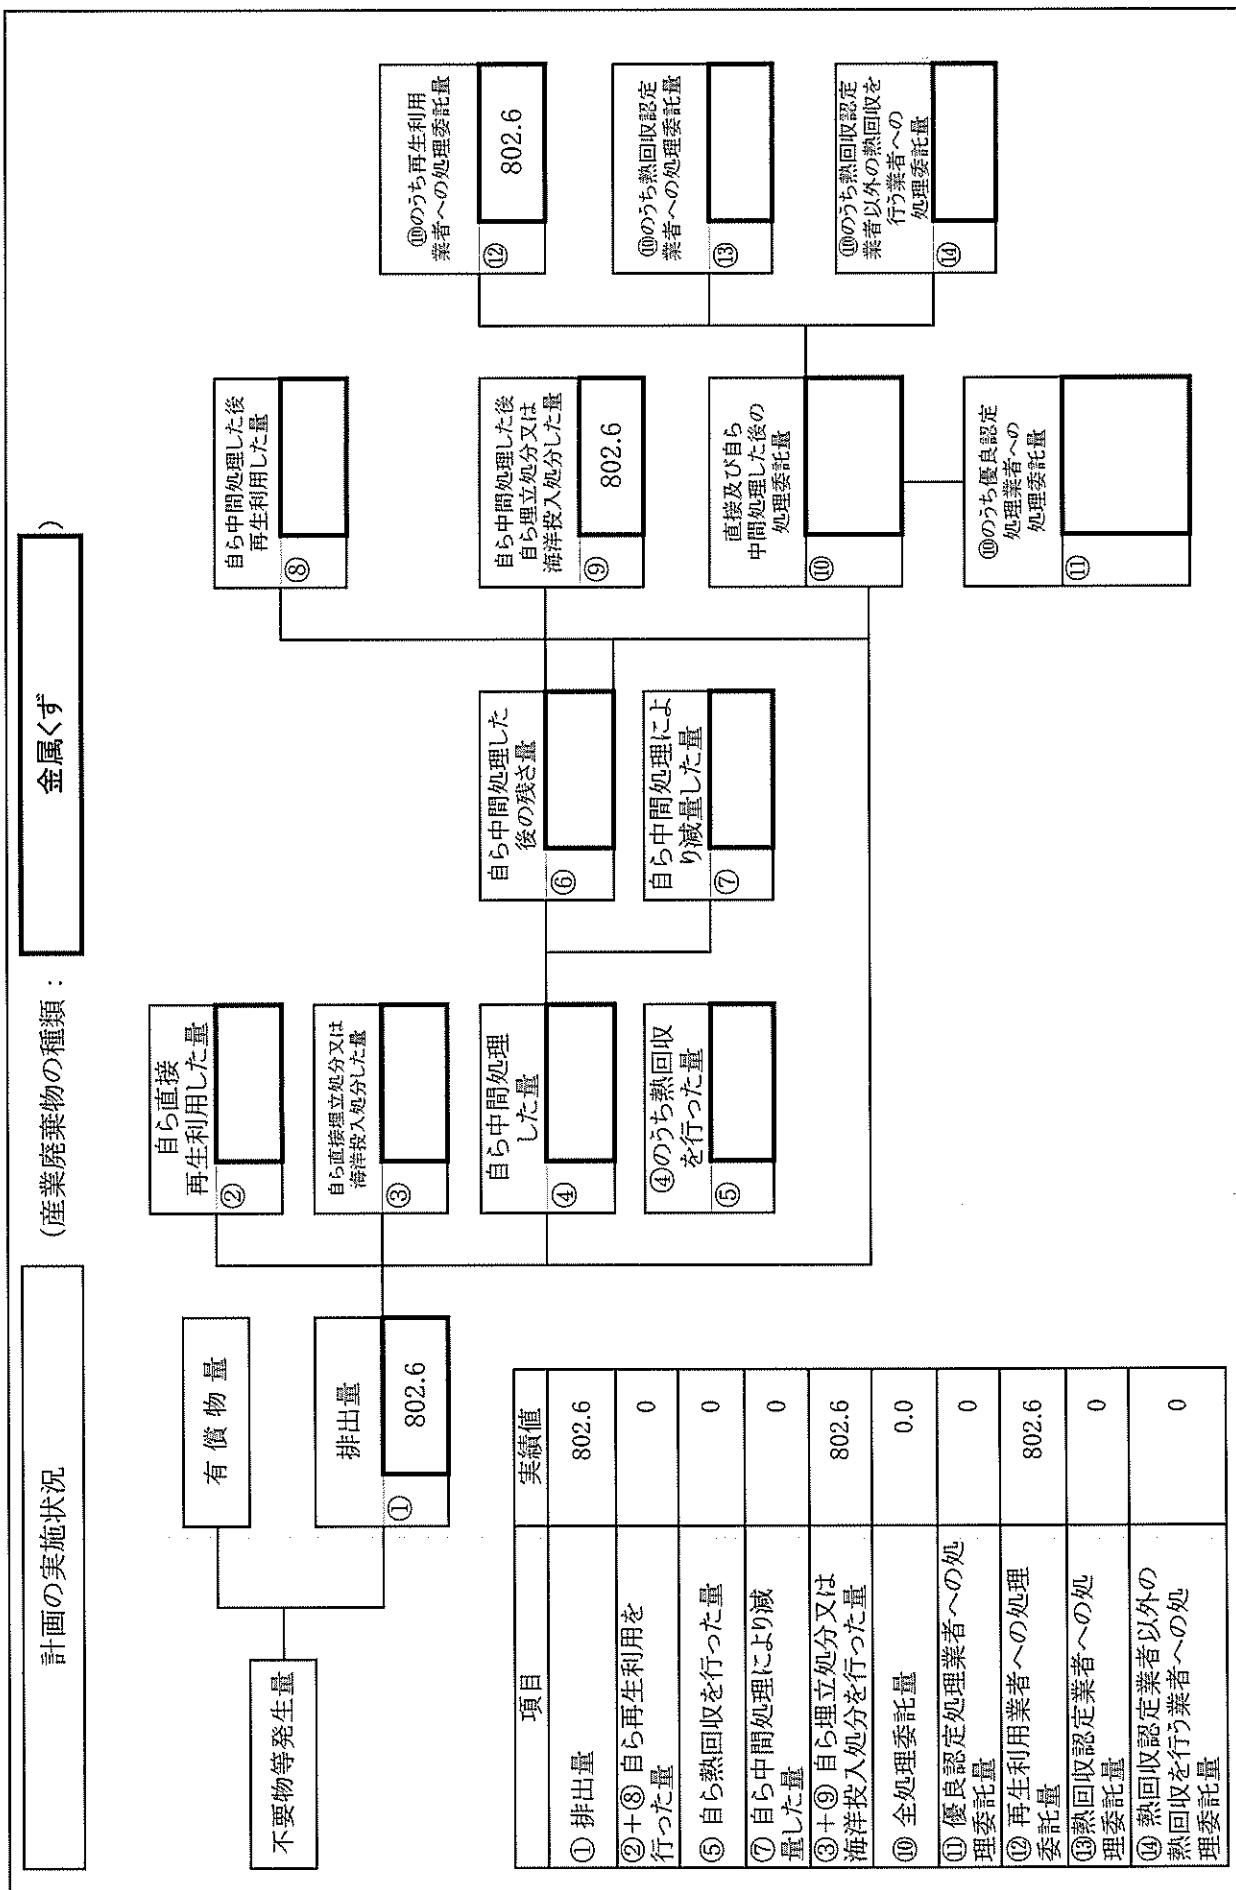 計画の実施状況
（産業廃棄物の種類：
金属くず
）
不要物等発生量
有 償 物 量
排出量
①
802.6
自ら直接
再生利用した量
②
自ら直接埋立処分又は
海洋投入処分した量
③
自ら中間処理
した量
④
④のうち熱回収
を行った量
⑤
自ら中間処理した
後の残さ量
⑥
自ら中間処理によ
り減量した量
⑦
自ら中間処理した後
再生利用した量
⑧
自ら中間処理した後
自ら埋立処分又は
海洋投入処分した量
⑨
802.6
直接及び自ら
中間処理した後の
処理委託量
⑩
⑩のうち優良認定
処理業者への
処理委託量
⑪
⑩のうち再生利用
業者への処理委託量
⑫
802.6
⑩のうち熱回収認定
業者への処理委託量
⑬
⑩のうち熱回収認定
業者以外の熱回収を
行う業者への
処理委託量
⑭
項目 実績値
① 排出量 802.6
②＋⑧ 自ら再生利用を
行った量 0
⑤ 自ら熱回収を行った量 0
⑦ 自ら中間処理により減
量した量 0
③＋⑨ 自ら埋立処分又は
海洋投入処分を行った量 802.6
⑩ 全処理委託量 0.0
⑪ 優良認定処理業者への処
理委託量 0
⑫ 再生利用業者への処理
委託量 802.6
⑬熱回収認定業者への処
理委託量 0
⑭ 熱回収認定業者以外の
熱回収を行う業者への処
理委託量 0